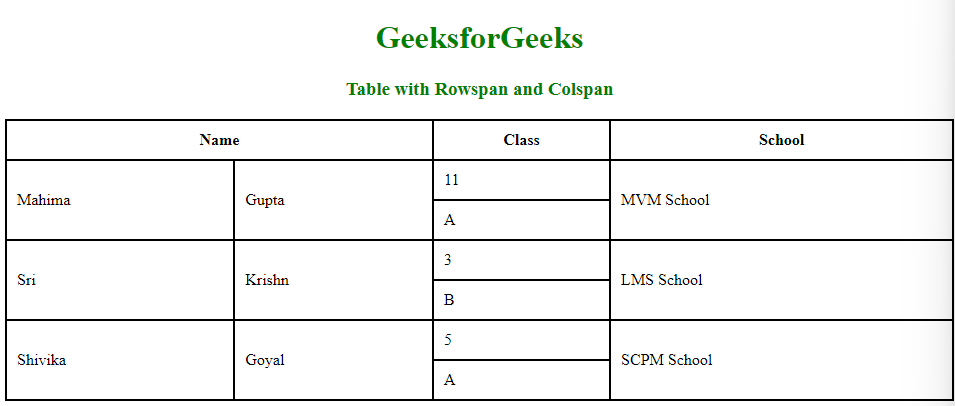 GeeksforGeeks
Table with Rowspan and Colspan
Name Class School
Mahima Gupta 11 MVM School
A
Sri Krishn 3 LMS School
B
Shivika Goyal 5 SCPM School
A